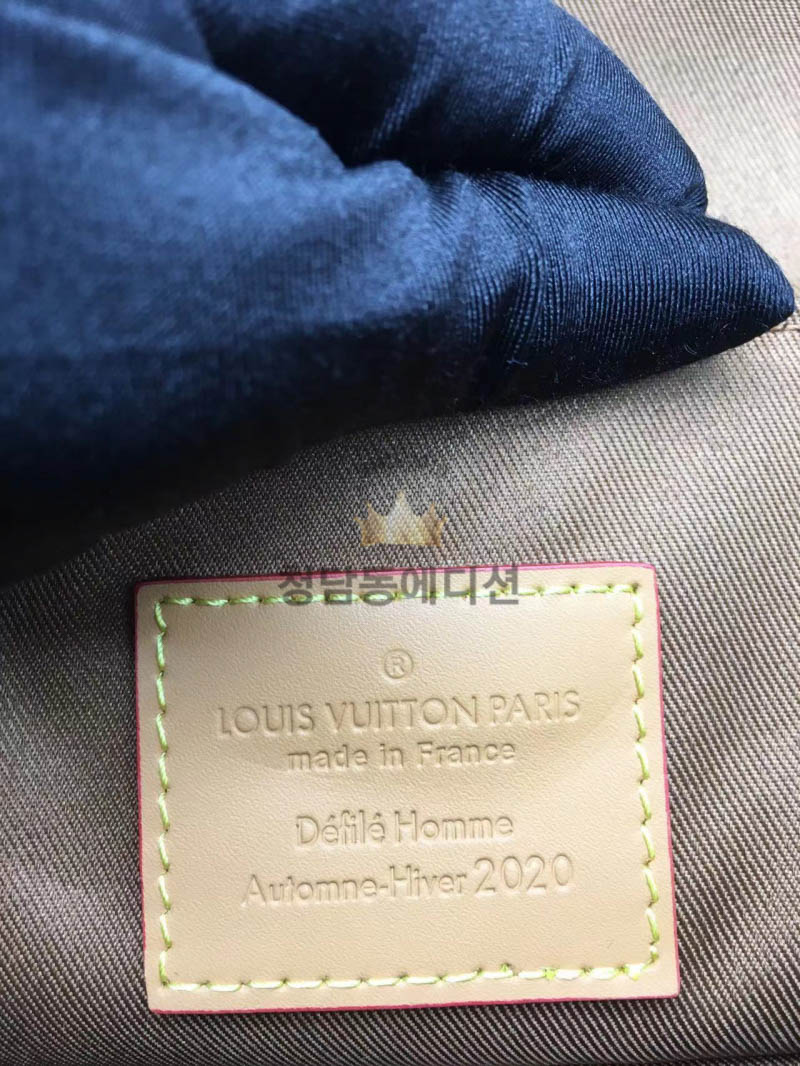 청담동에디션
®
LOUIS VUITTON PARIS
made in France
Défilé Homme
Automne-Hiver 2020